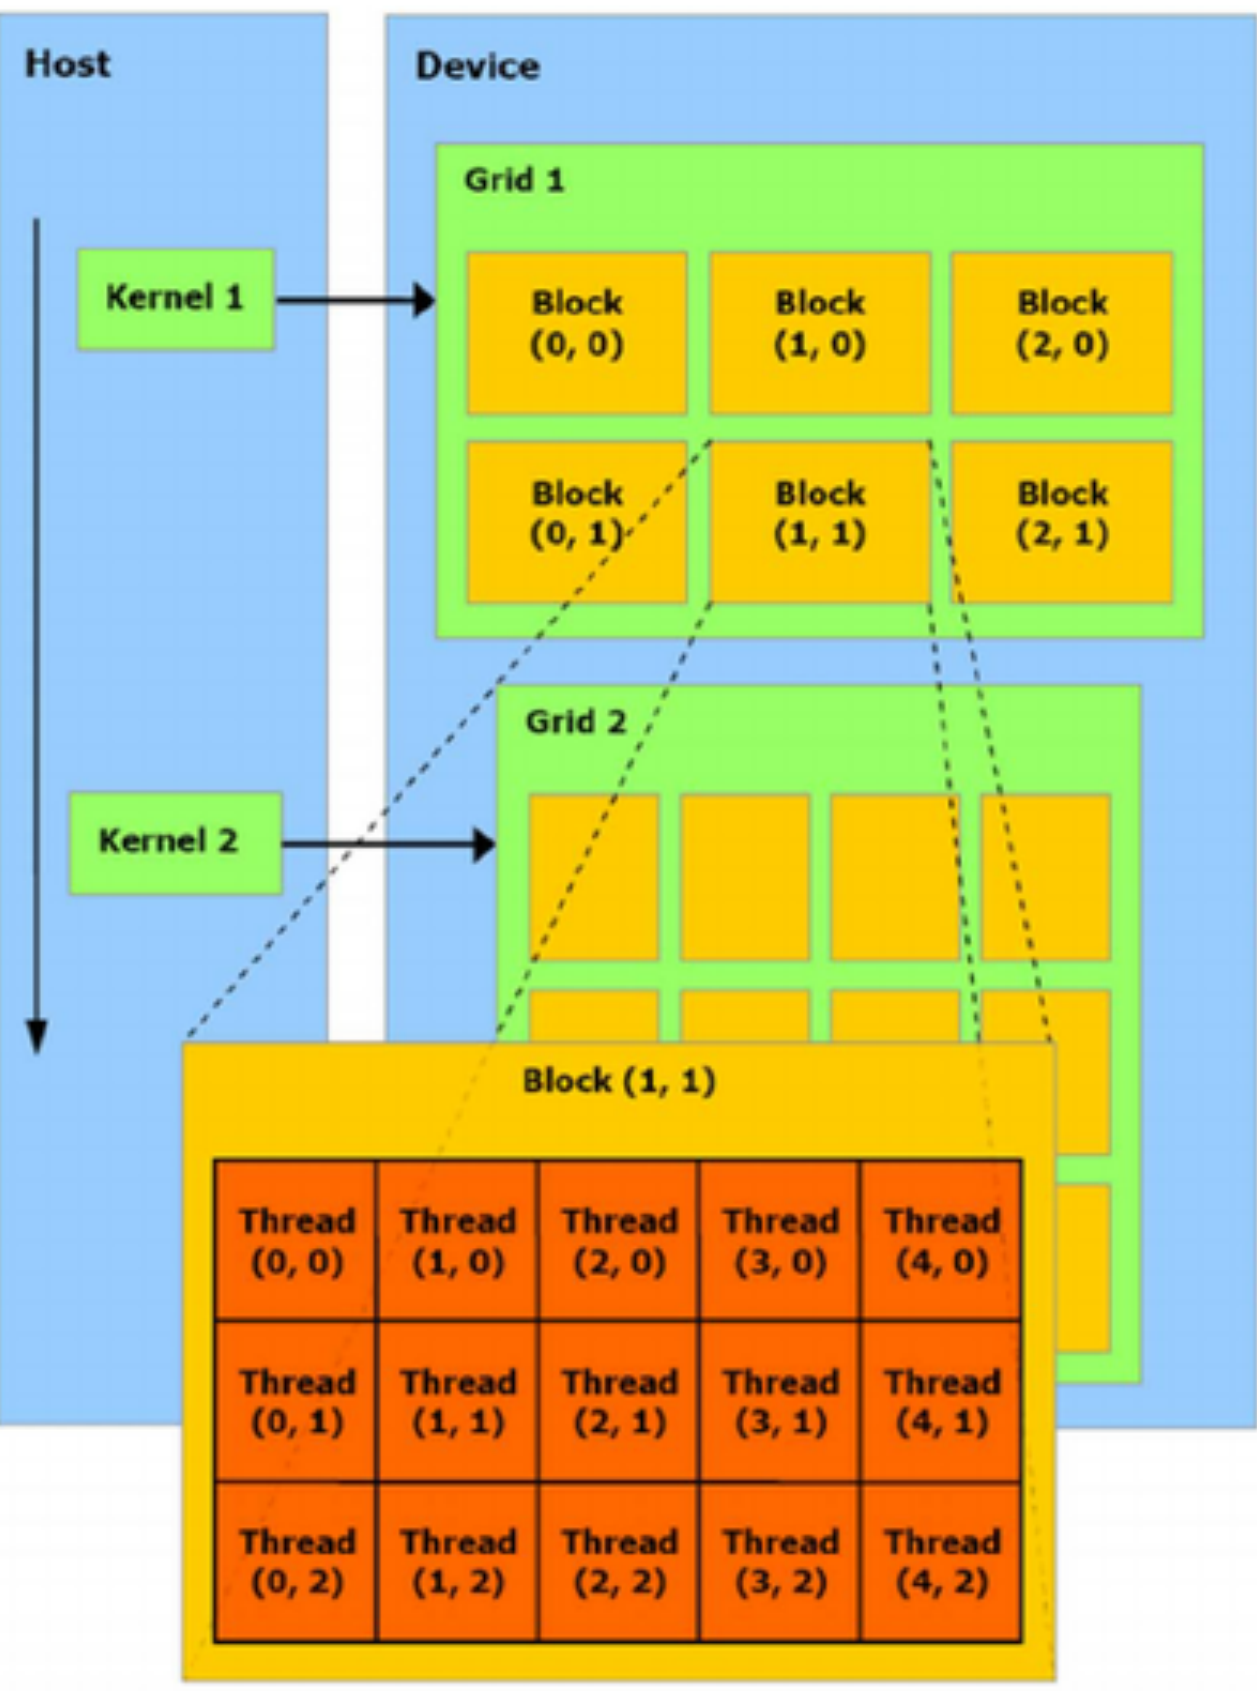 Host
Device
Grid 1
Kernel 1
Block
(0, 0)
Block
(1, 0)
Block
(2, 0)
Block
(0, 1)
Block
(1, 1)
Block
(2, 1)
Grid 2
Kernel 2
Block (1, 1)
Thread
(0, 0)
Thread
(1, 0)
Thread
(2, 0)
Thread
(3, 0)
Thread
(4, 0)
Thread
(0, 1)
Thread
(1, 1)
Thread
(2, 1)
Thread
(3, 1)
Thread
(4, 1)
Thread
(0, 2)
Thread
(1, 2)
Thread
(2, 2)
Thread
(3, 2)
Thread
(4, 2)